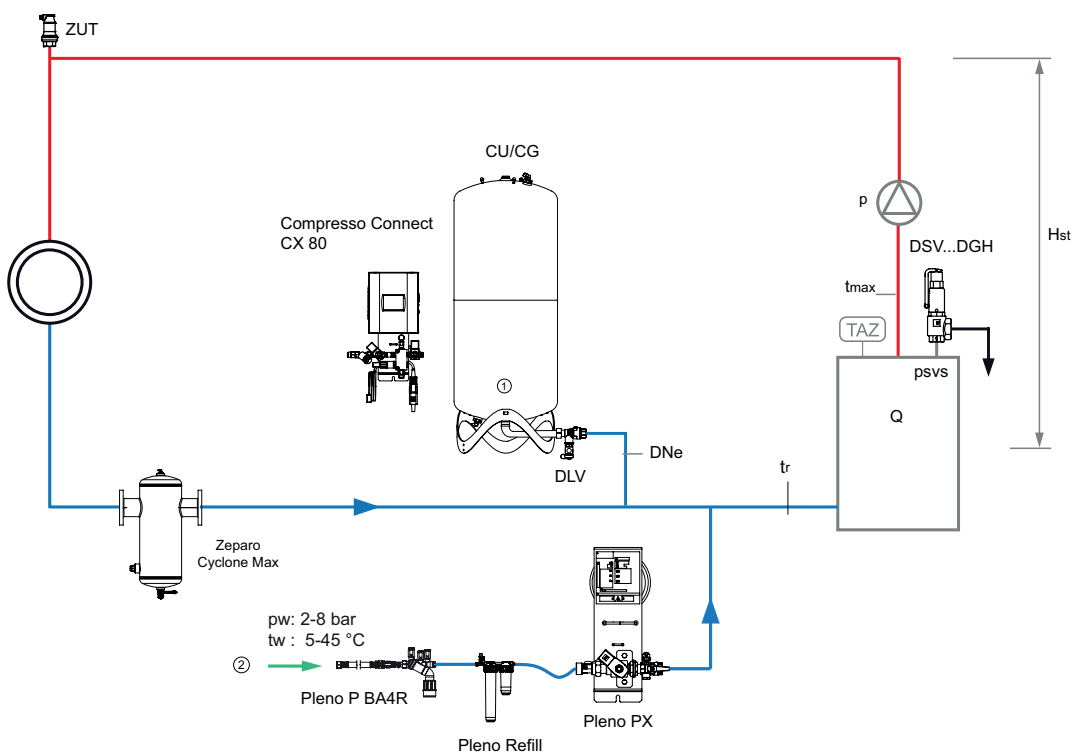 ZUT
CU/CG
Compresso Connect
CX 80
p
Hst
DSV...DGH
tmax
TAZ
psvs
①
Q
DNe
DLV
tr
Zeparo
Cyclone Max
pw: 2-8 bar
tw : 5-45 °C
②
Pleno P BA4R
Pleno PX
Pleno Refill